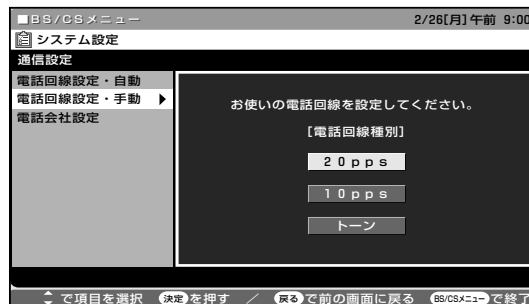 ■BS/CSメニュー 2/26[月]午前 9:00
システム設定
通信設定
電話回線設定・自動
電話回線設定・手動
電話会社設定
お使いの電話回線を設定してください。
[電話回線種別]
20pps
10pps
トーン
で項目を選択 決定を押す / 戻るで前の画面に戻る BS/CSメニューで終了